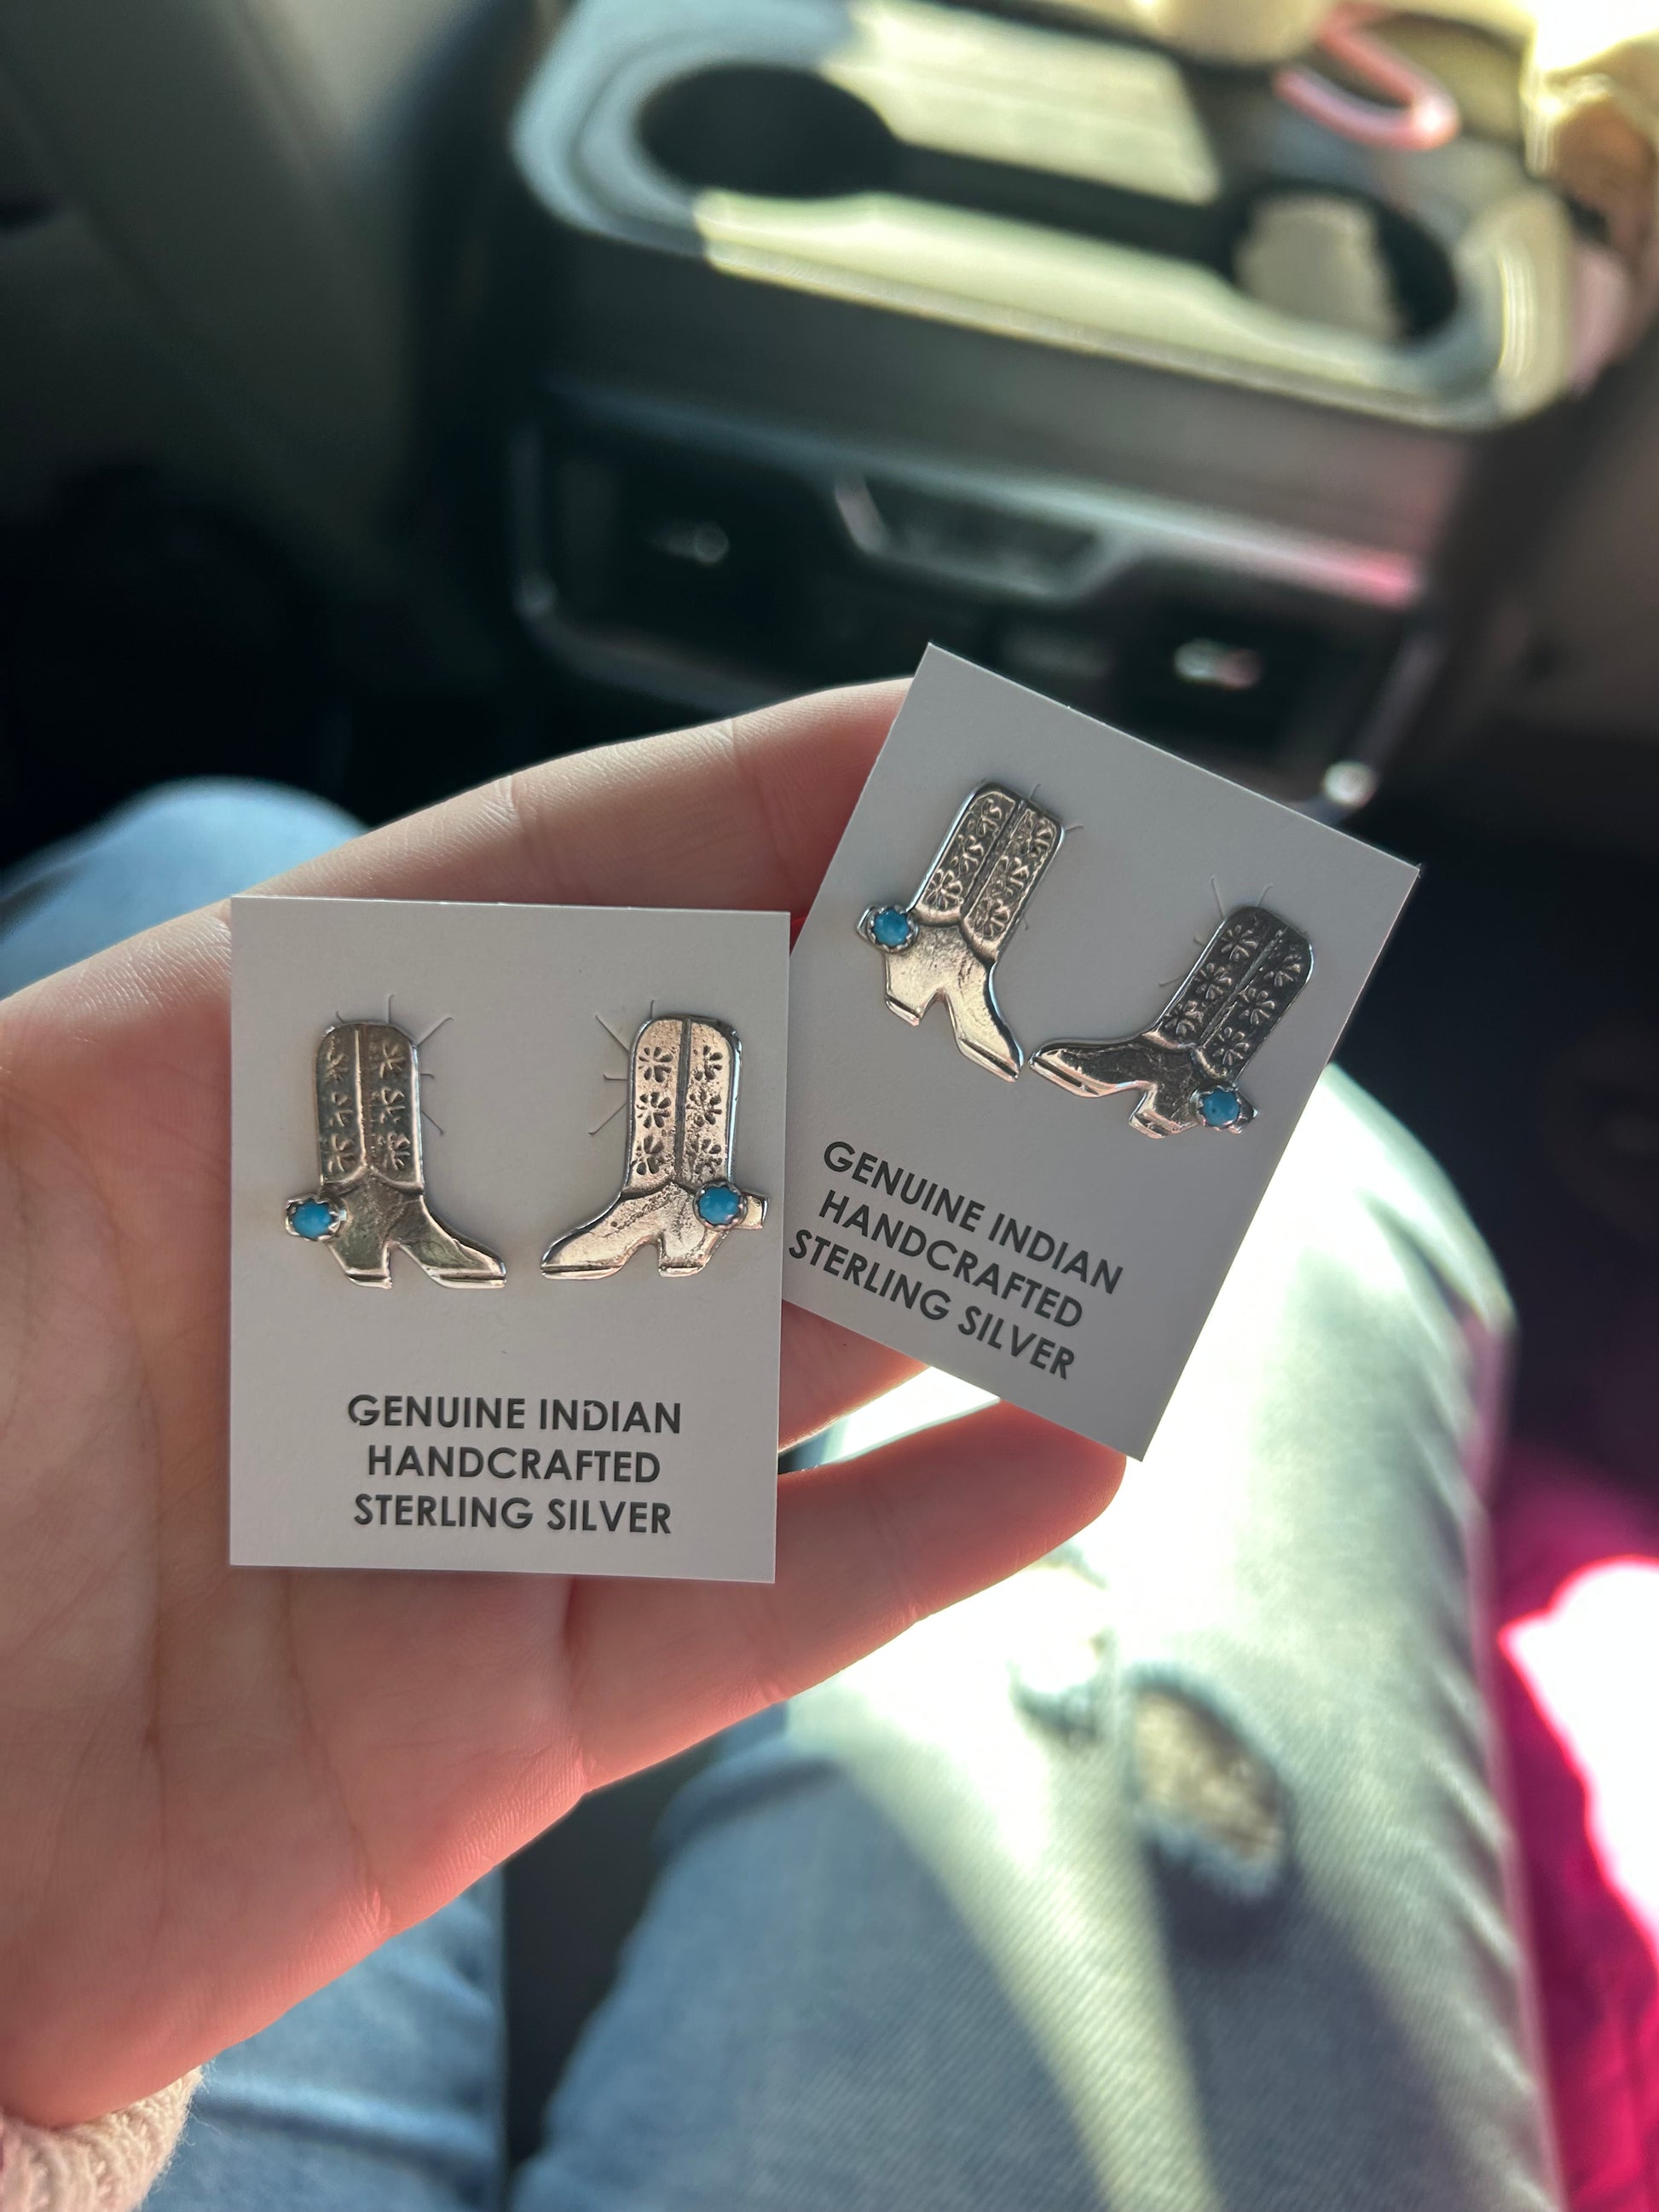 GENUINE INDIAN
HANDCRAFTED
STERLING SILVER
GENUINE INDIAN
HANDCRAFTED
STERLING SILVER